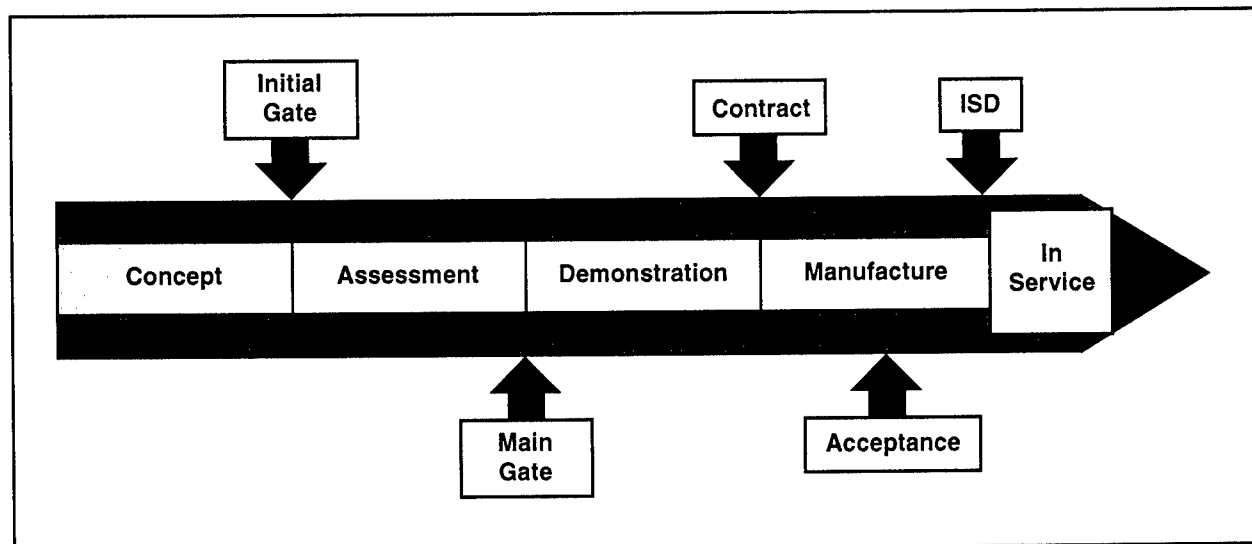 Initial
Gate
Contract
ISD
Concept
Assessment
Demonstration
Manufacture
In
Service
Main
Gate
Acceptance